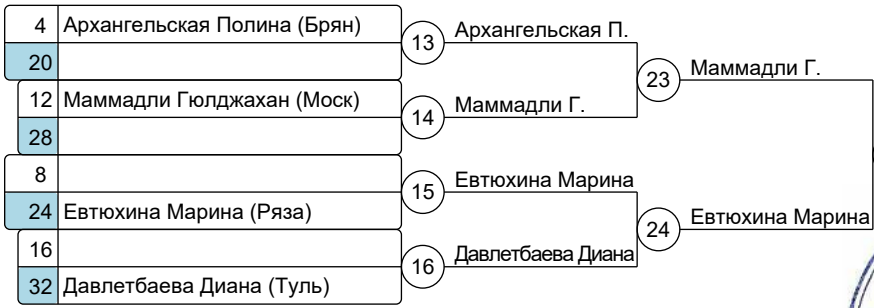 4 Архангельская Полина (Брян)
20
13 Архангельская П.
12 Маммадли Гюлджахан (Моск)
28
14 Маммадли Г.
23 Маммадли Г.
8
24 Евтюхина Марина (Ряза)
15 Евтюхина Марина
16
32 Давлетбаева Диана (Туль)
16 Давлетбаева Диана
24 Евтюхина Марина